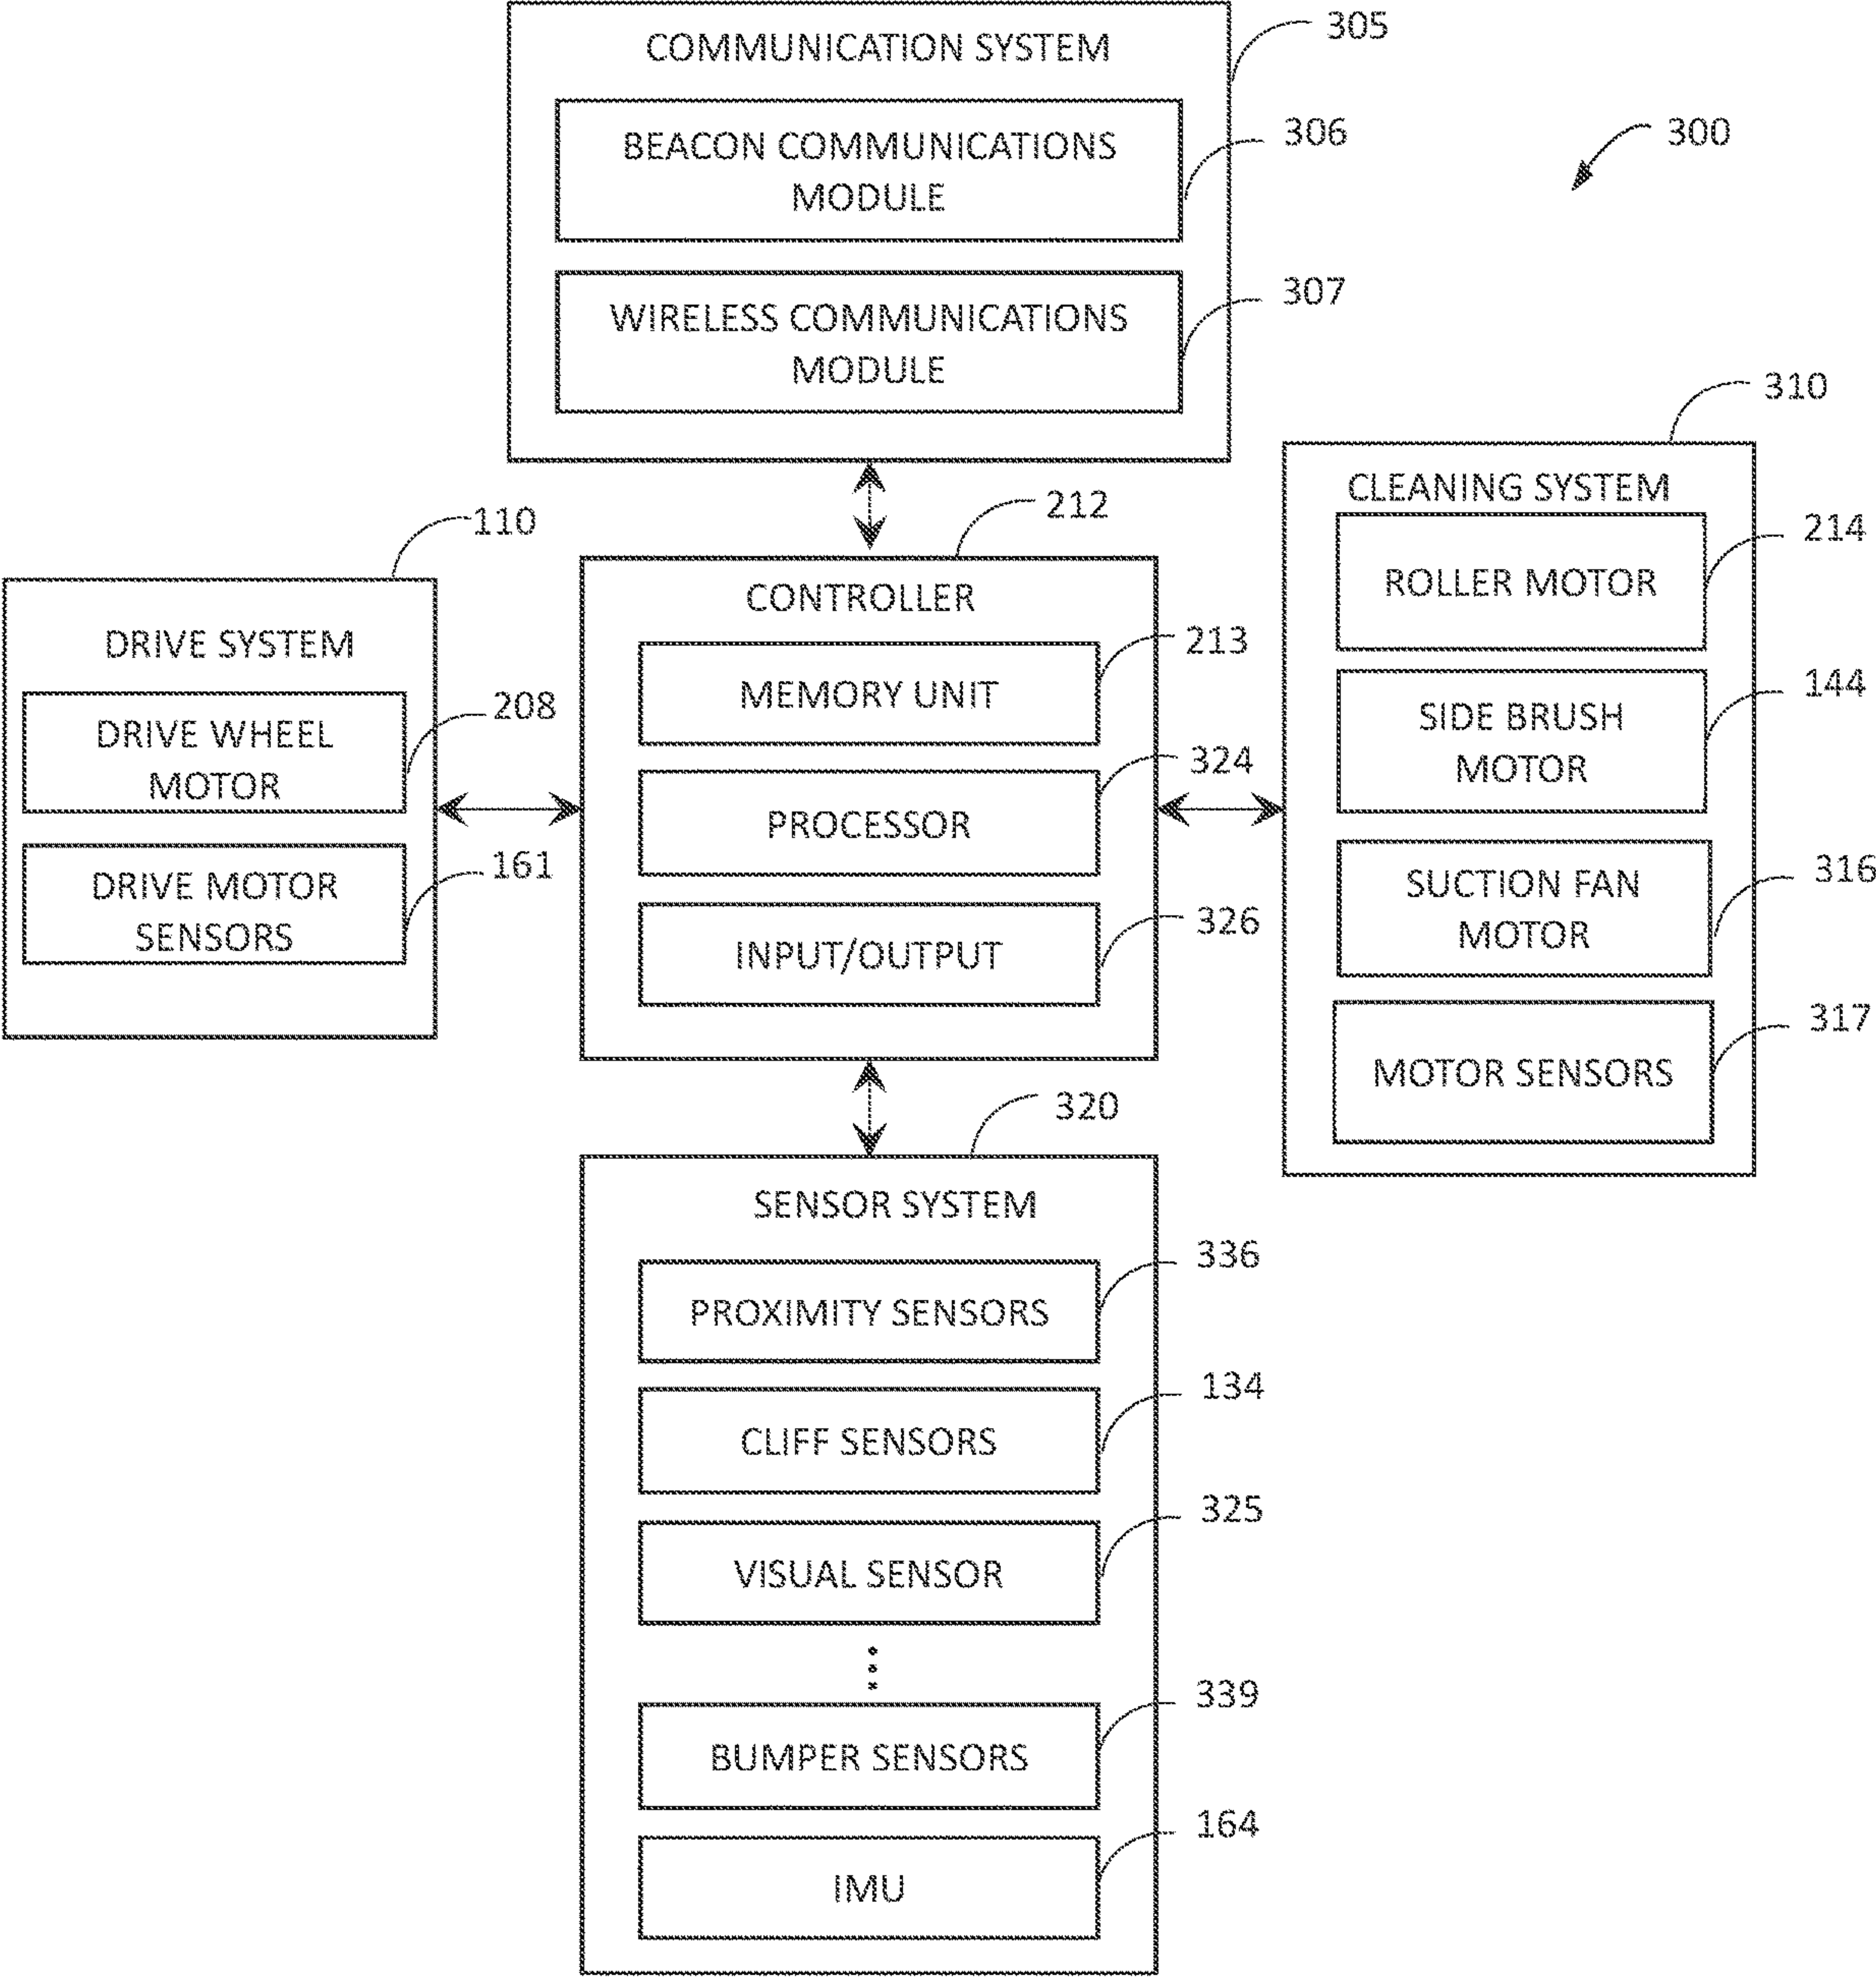 COMMUNICATION SYSTEM
305
BEACON COMMUNICATIONS
MODULE
306
300
WIRELESS COMMUNICATIONS
MODULE
307
310
CLEANING SYSTEM
ROLLER MOTOR
214
SIDE BRUSH
MOTOR
144
SUCTION FAN
MOTOR
316
MOTOR SENSORS
317
110
DRIVE SYSTEM
DRIVE WHEEL
MOTOR
208
DRIVE MOTOR
SENSORS
161
212
CONTROLLER
MEMORY UNIT
213
PROCESSOR
324
INPUT/OUTPUT
326
320
SENSOR SYSTEM
PROXIMITY SENSORS
336
CLIFF SENSORS
134
VISUAL SENSOR
325
BUMPER SENSORS
339
IMU
164